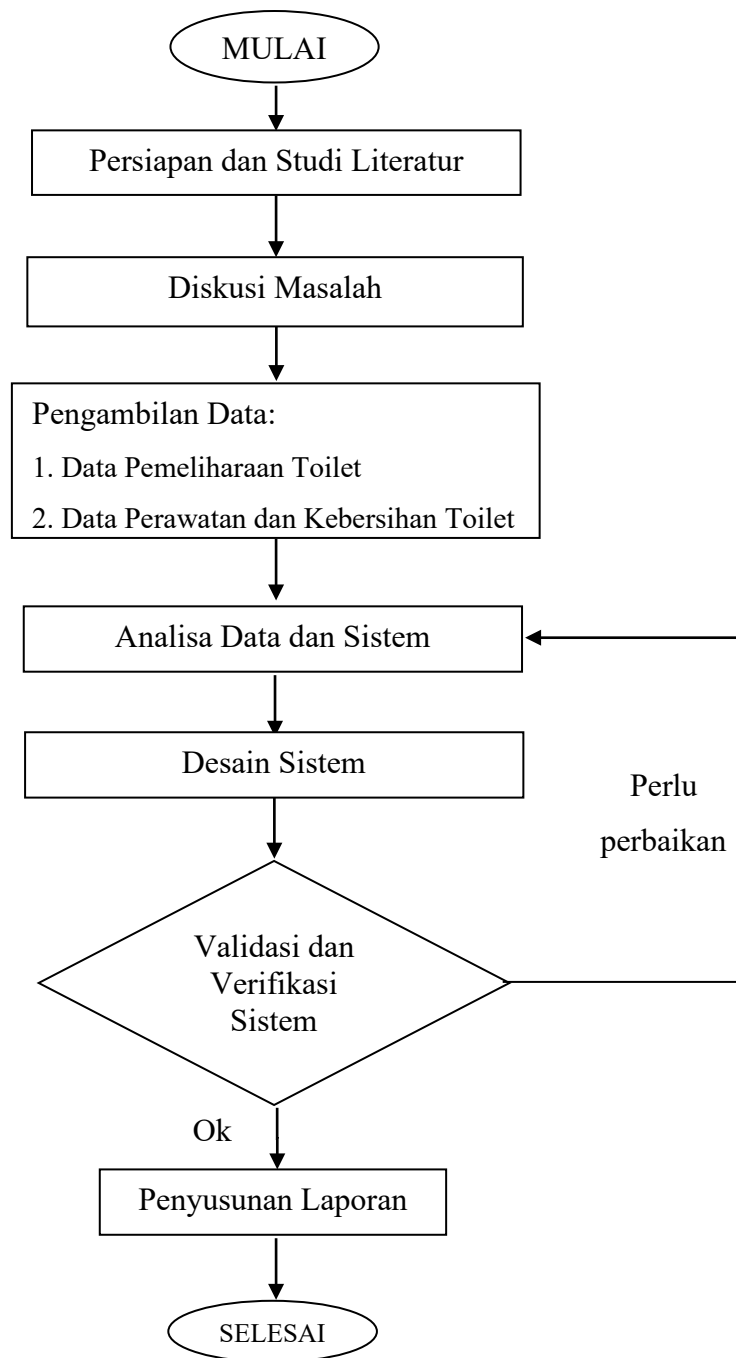 MULAI
Persiapan dan Studi Literatur
Diskusi Masalah
Pengambilan Data:
1. Data Pemeliharaan Toilet
2. Data Perawatan dan Kebersihan Toilet
Analisa Data dan Sistem
Desain Sistem
Perlu
perbaikan
Validasi dan
Verifikasi
Sistem
Ok
Penyusunan Laporan
SELESAI